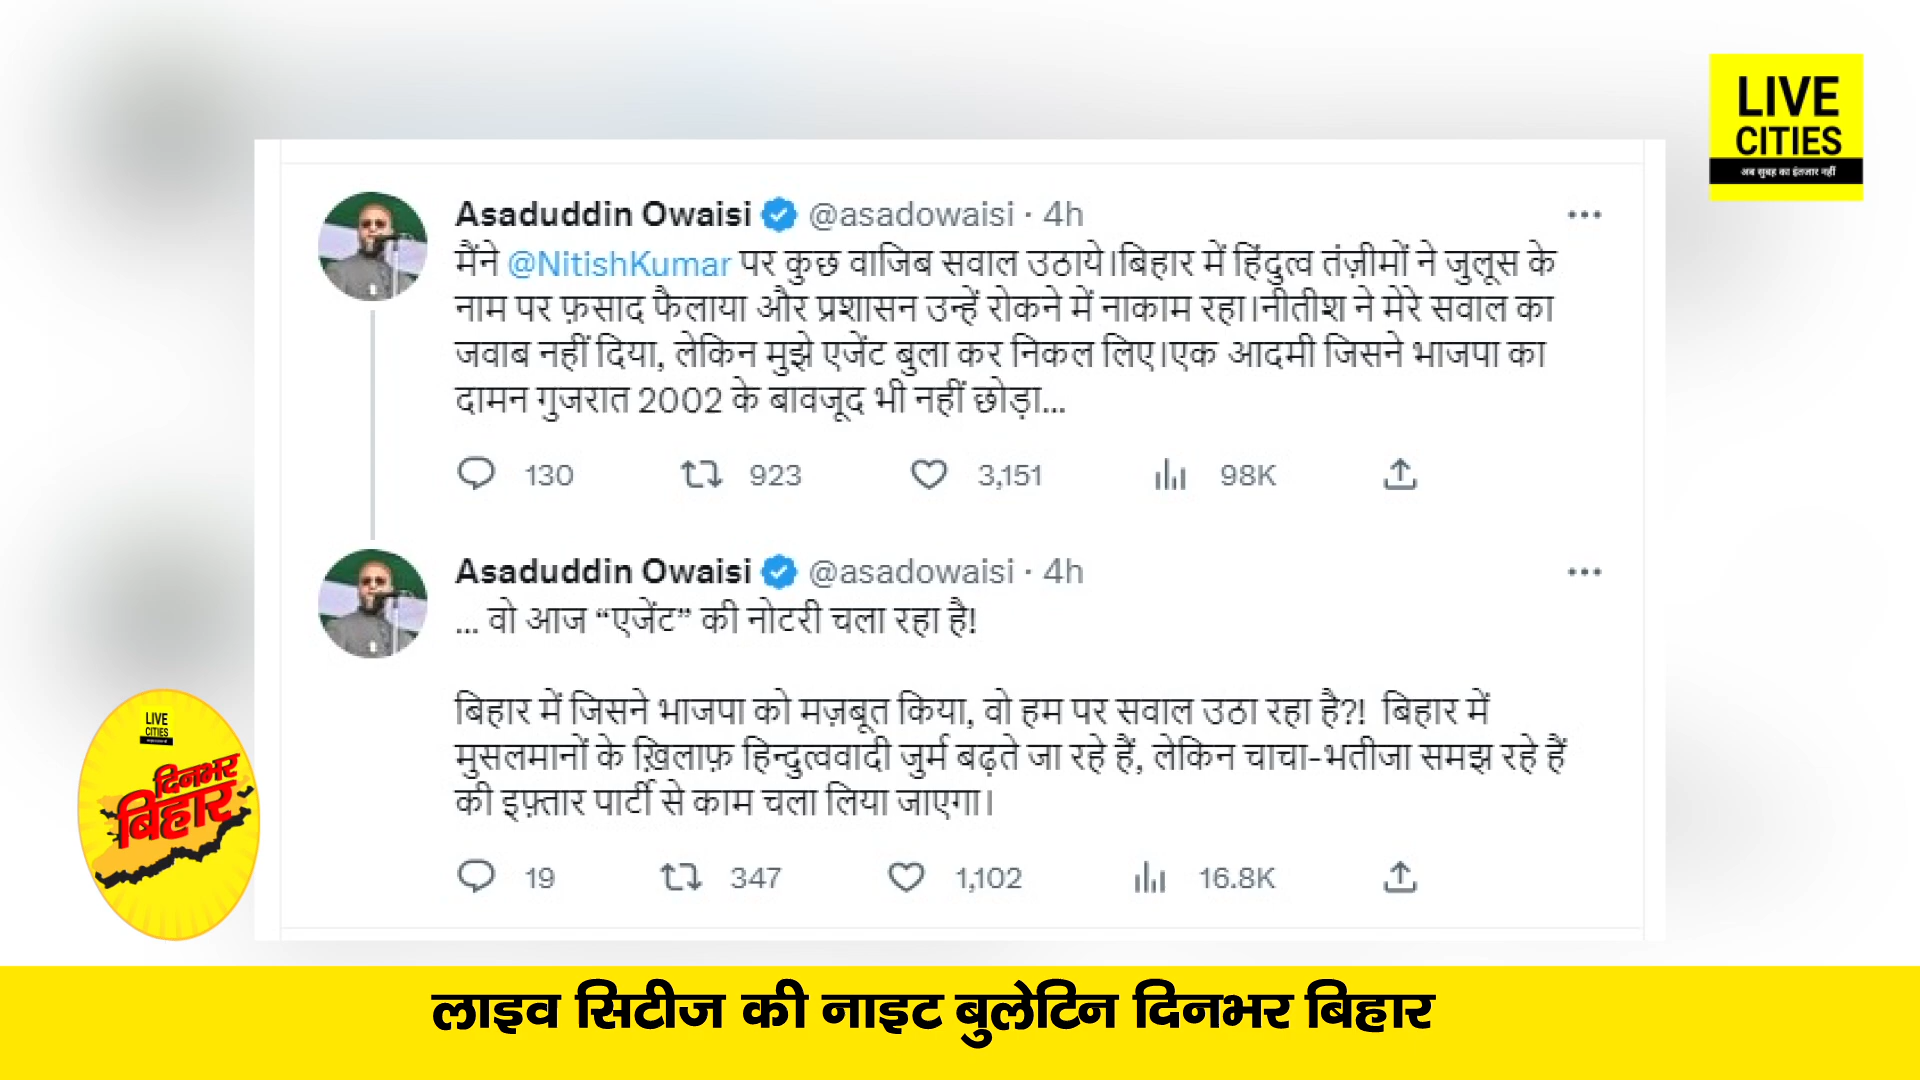 LIVE
CITIES
अब सुबह का इंतजार नहीं
Asaduddin Owaisi @asadowaisi · 4h
मैंने @NitishKumar पर कुछ वाजिब सवाल उठाये।बिहार में हिंदुत्व तंज़ीमों ने जुलूस के
नाम पर फ़साद फैलाया और प्रशासन उन्हें रोकने में नाकाम रहा।नीतीश ने मेरे सवाल का
जवाब नहीं दिया, लेकिन मुझे एजेंट बुला कर निकल लिए।एक आदमी जिसने भाजपा का
दामन गुजरात 2002 के बावजूद भी नहीं छोड़ा...
130 923 3,151 98K
Asaduddin Owaisi @asadowaisi · 4h
... वो आज “एजेंट” की नोटरी चला रहा है!
बिहार में जिसने भाजपा को मज़बूत किया, वो हम पर सवाल उठा रहा है?! बिहार में
मुसलमानों के ख़िलाफ़ हिन्दुत्ववादी जुर्म बढ़ते जा रहे हैं, लेकिन चाचा-भतीजा समझ रहे हैं
की इफ़्तार पार्टी से काम चला लिया जाएगा।
19 347 1,102 16.8K
LIVE
CITIES
दिनभर
बिहार
लाइव सिटीज की नाइट बुलेटिन दिनभर बिहार